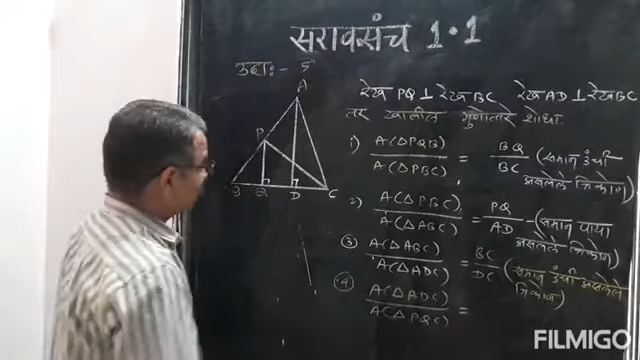 सरावसंच 1.1
उदा:- 5
A
P
B Q D C
रेख PQ ⊥ रेख BC रेख AD ⊥ रेख BC
तर खालील गुणोत्तरे शोधा.
1) A(△PQB) / A(△PBC) = BQ / BC (समान उंची असलेले त्रिकोण)
2) A(△PBC) / A(△ABC) = PQ / AD - (समान पाया असलेले त्रिकोण)
③ A(△ABC) / A(△ADC) = BC / DC (समान उंची असलेले त्रिकोण)
④ A(△ADC) / A(△PQC) =
FILMIGO